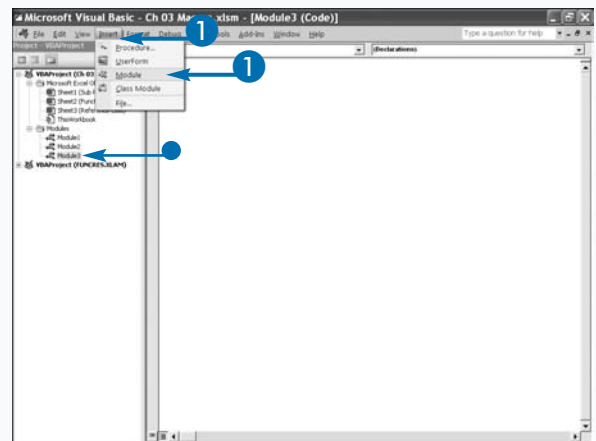 Microsoft Visual Basic - Ch 03 Ma xlsm - [Module3 (Code)]
File Edit View Insert Format Debug ols Add-Ins Window Help
Type a question for help
1
Project - VBAProject
(Declarations)
Procedure...
UserForm
Module
1
Class Module
File...
VBAProject (Ch 03
Microsoft Excel O
Sheet1 (Sub
Sheet2 (Func
Sheet3
ThisWorkbook
Modules
Module1
Module2
Module3
VBAProject (FUNCRES.XLAM)